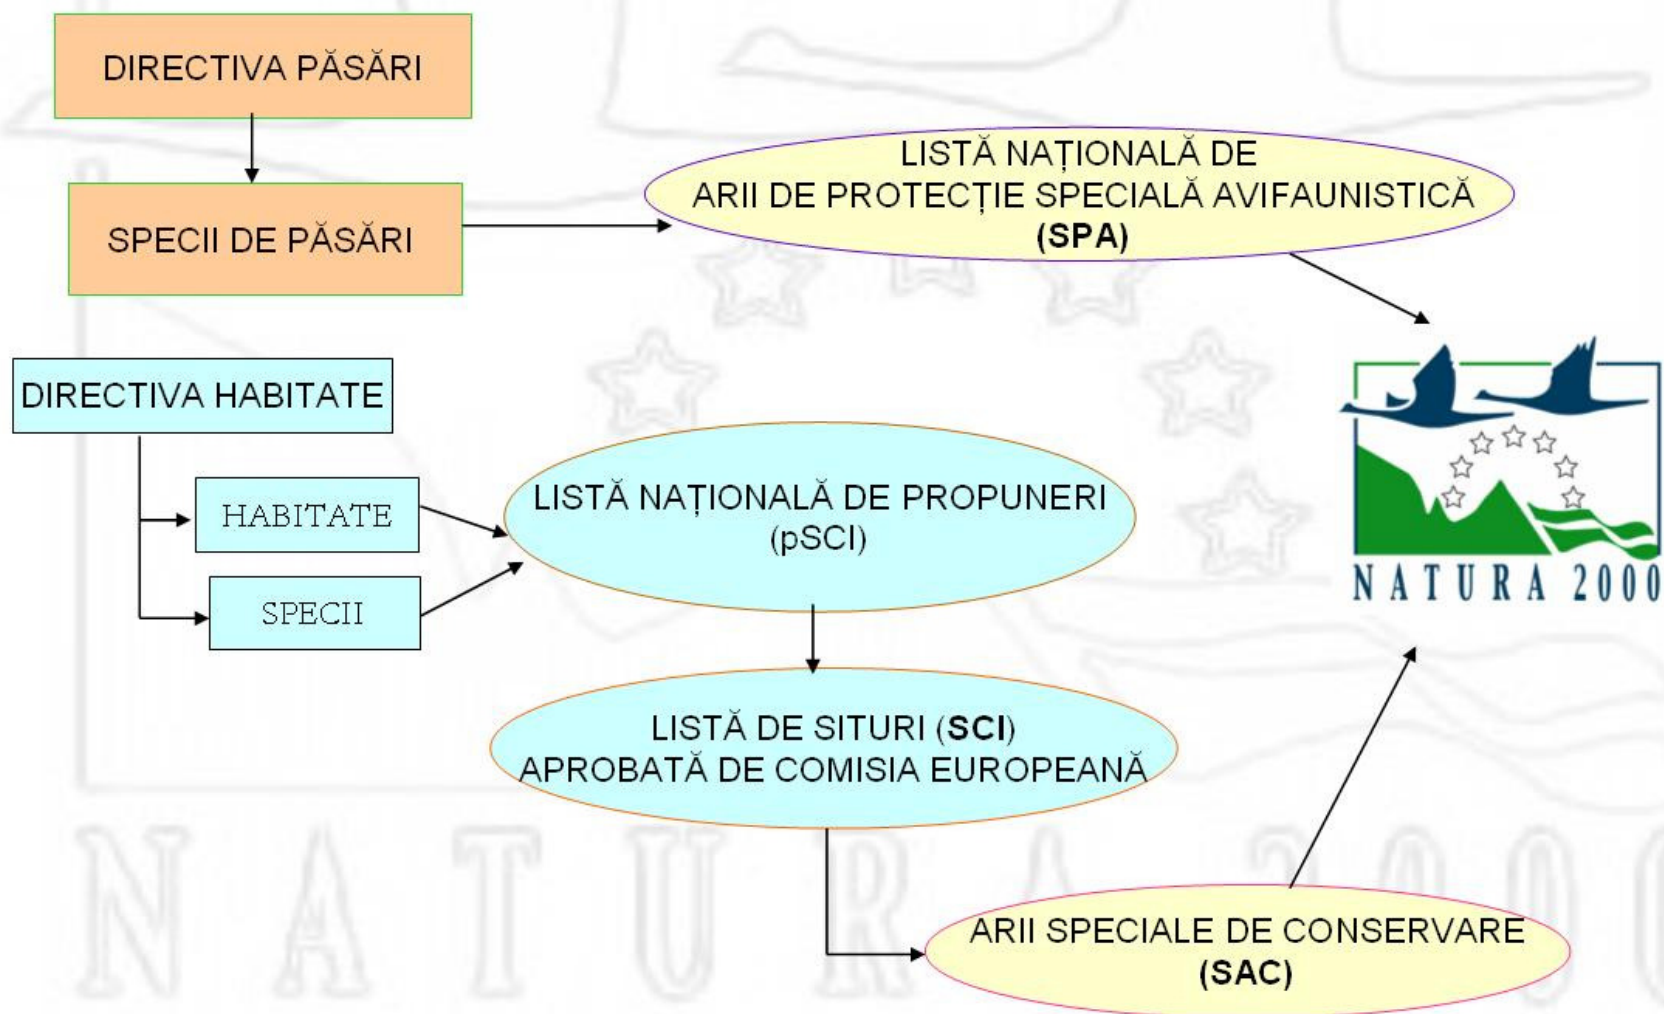 DIRECTIVA PĂSĂRI
SPECII DE PĂSĂRI
LISTĂ NAȚIONALĂ DE
ARII DE PROTECȚIE SPECIALĂ AVIFAUNISTICĂ
(SPA)
DIRECTIVA HABITATE
HABITATE
SPECII
LISTĂ NAȚIONALĂ DE PROPUNERI
(pSCI)
LISTĂ DE SITURI (SCI)
APROBATĂ DE COMISIA EUROPEANĂ
ARII SPECIALE DE CONSERVARE
(SAC)
NATURA 2000
NATURA 2000